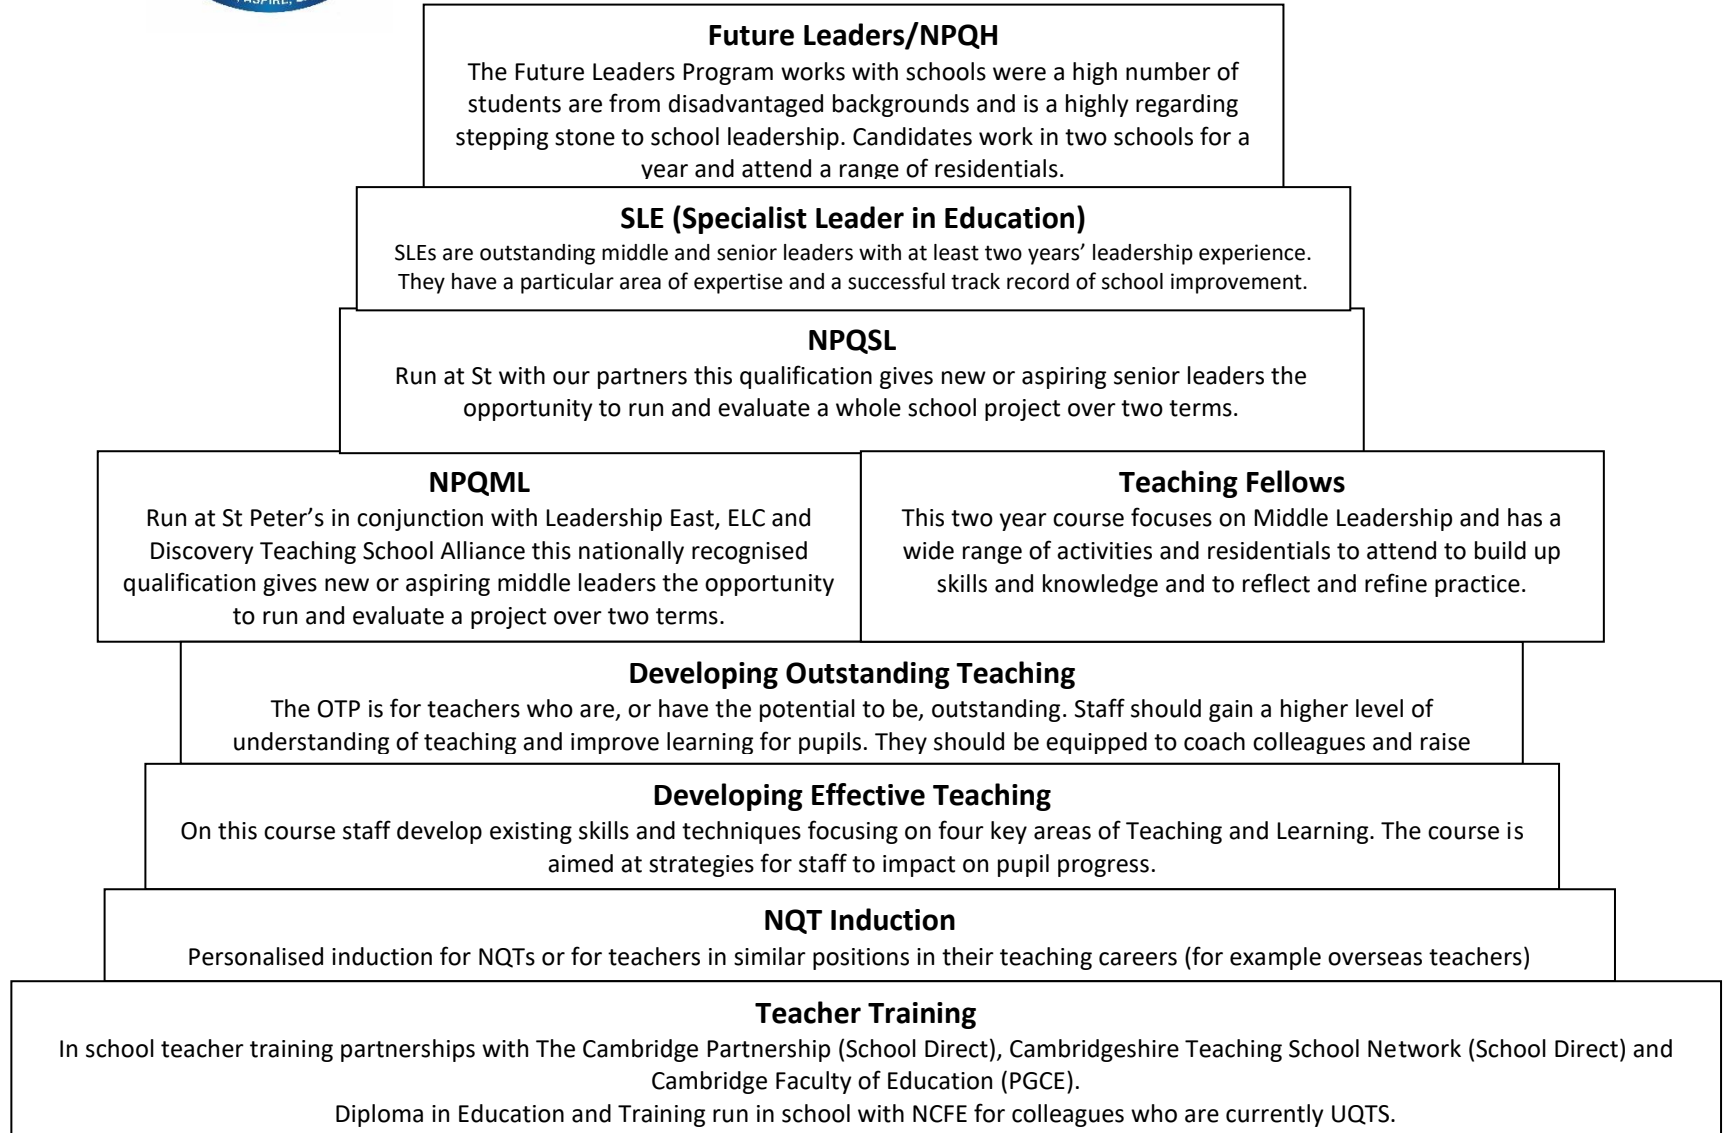 ASPIRE,
Future Leaders/NPQH
The Future Leaders Program works with schools were a high number of
students are from disadvantaged backgrounds and is a highly regarding
stepping stone to school leadership. Candidates work in two schools for a
year and attend a range of residentials.
SLE (Specialist Leader in Education)
SLEs are outstanding middle and senior leaders with at least two years’ leadership experience.
They have a particular area of expertise and a successful track record of school improvement.
NPQSL
Run at St with our partners this qualification gives new or aspiring senior leaders the
opportunity to run and evaluate a whole school project over two terms.
NPQML
Run at St Peter’s in conjunction with Leadership East, ELC and
Discovery Teaching School Alliance this nationally recognised
qualification gives new or aspiring middle leaders the opportunity
to run and evaluate a project over two terms.
Teaching Fellows
This two year course focuses on Middle Leadership and has a
wide range of activities and residentials to attend to build up
skills and knowledge and to reflect and refine practice.
Developing Outstanding Teaching
The OTP is for teachers who are, or have the potential to be, outstanding. Staff should gain a higher level of
understanding of teaching and improve learning for pupils. They should be equipped to coach colleagues and raise
Developing Effective Teaching
On this course staff develop existing skills and techniques focusing on four key areas of Teaching and Learning. The course is
aimed at strategies for staff to impact on pupil progress.
NQT Induction
Personalised induction for NQTs or for teachers in similar positions in their teaching careers (for example overseas teachers)
Teacher Training
In school teacher training partnerships with The Cambridge Partnership (School Direct), Cambridgeshire Teaching School Network (School Direct) and
Cambridge Faculty of Education (PGCE).
Diploma in Education and Training run in school with NCFE for colleagues who are currently UQTS.